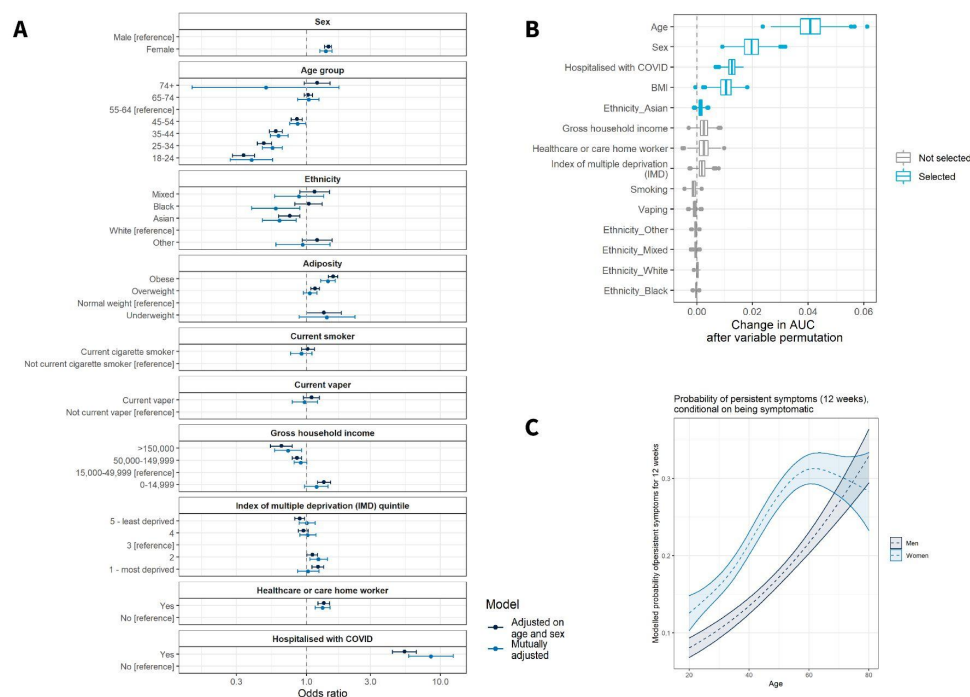 A
Sex
Male [reference]
Female
Age group
74+
65-74
55-64 [reference]
45-54
35-44
25-34
18-24
Ethnicity
Mixed
Black
Asian
White [reference]
Other
Adiposity
Obese
Overweight
Normal weight [reference]
Underweight
Current smoker
Current cigarette smoker
Not current cigarette smoker [reference]
Current vaper
Current vaper
Not current vaper [reference]
Gross household income
>150,000
50,000-149,999
15,000-49,999 [reference]
0-14,999
Index of multiple deprivation (IMD) quintile
5 - least deprived
4
3 [reference]
2
1 - most deprived
Healthcare or care home worker
Yes
No [reference]
Hospitalised with COVID
Yes
No [reference]
0.3 1.0 3.0 10.0
Odds ratio
Model
Adjusted on
age and sex
Mutually
adjusted
B
Age
Sex
Hospitalised with COVID
BMI
Ethnicity_Asian
Gross household income
Healthcare or care home worker
Index of multiple deprivation
(IMD)
Smoking
Vaping
Ethnicity_Other
Ethnicity_Mixed
Ethnicity_White
Ethnicity_Black
0.00 0.02 0.04 0.06
Change in AUC
after variable permutation
Not selected
Selected
C
Probability of persistent symptoms (12 weeks),
conditional on being symptomatic
Modelled probability ofpersistent symptoms for 12 weeks
0.3
0.2
0.1
20 40 60 80
Age
Men
Women